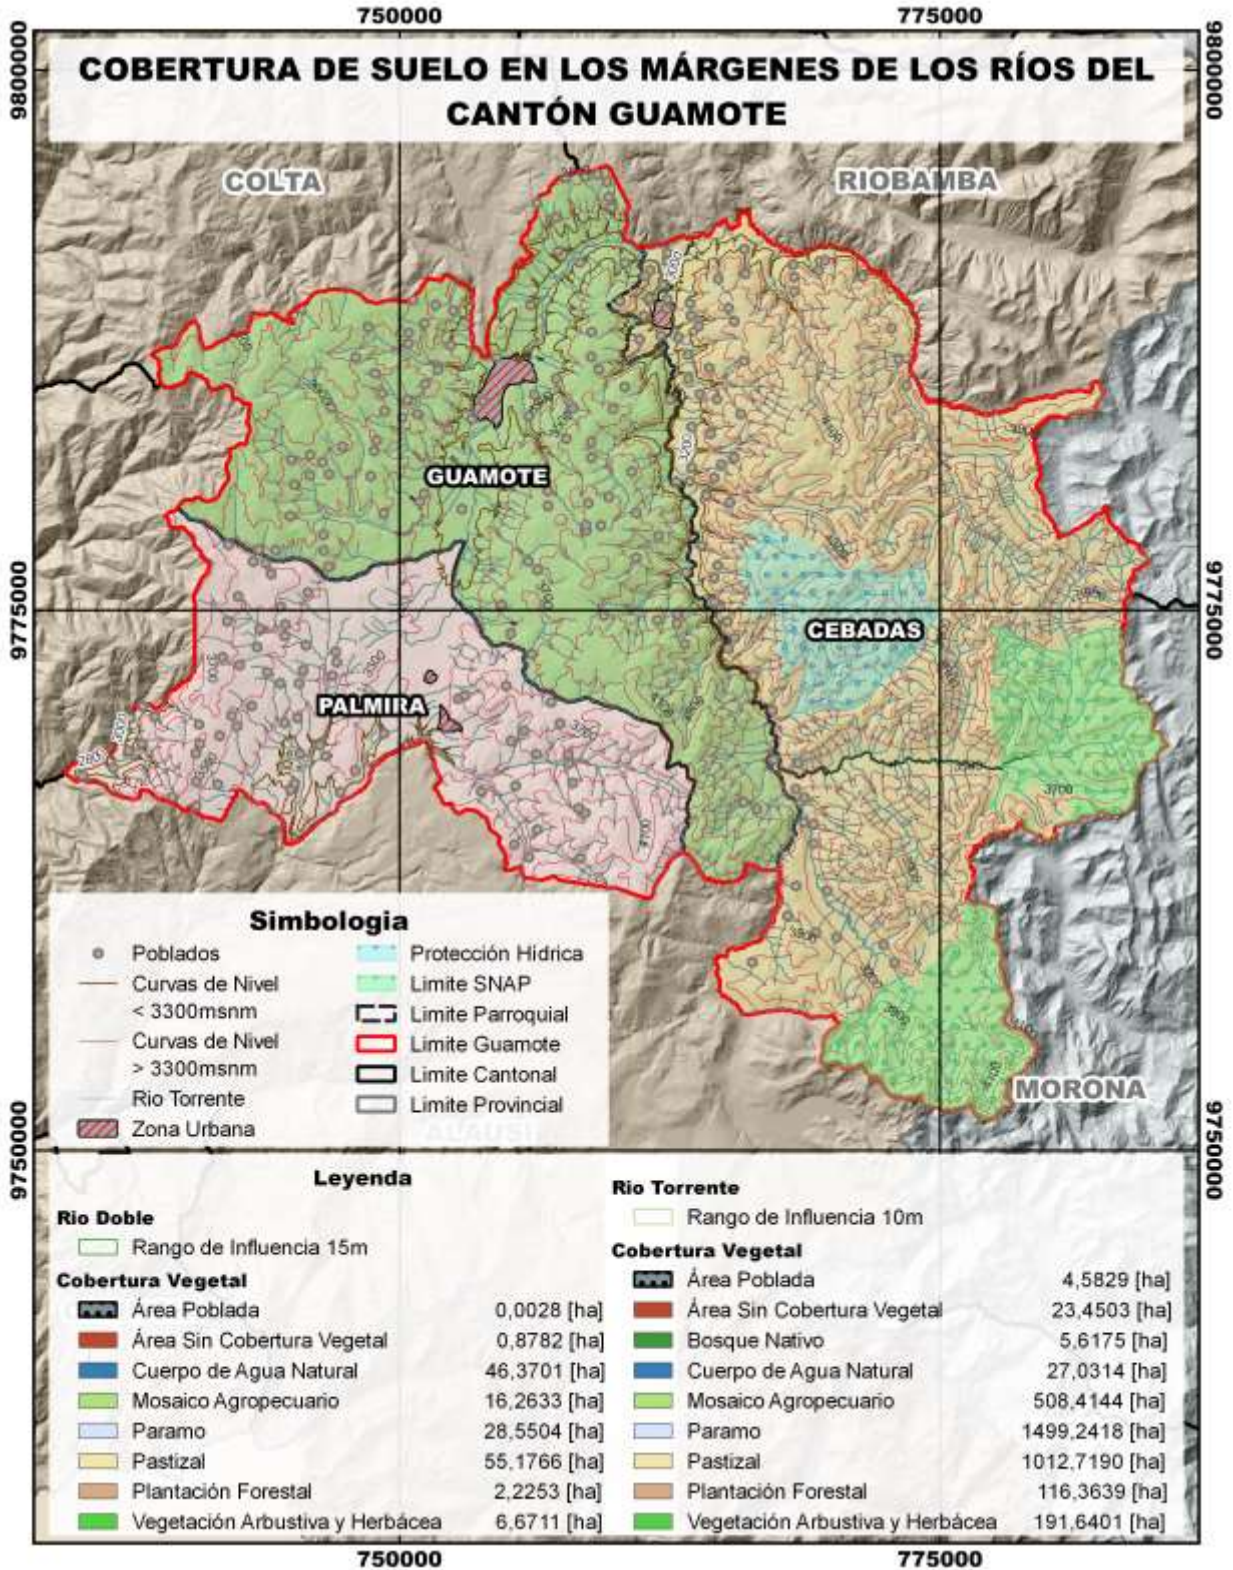 750000 775000
9800000 9800000
COBERTURA DE SUELO EN LOS MÁRGENES DE LOS RÍOS DEL
CANTÓN GUAMOTE
COLTA RIOBAMBA
3300
3200
GUAMOTE
9775000 9775000
CEBADAS
PALMIRA
3700
MORONA
ALAUSI
Simbologia
Poblados
Curvas de Nivel
< 3300msnm
Curvas de Nivel
> 3300msnm
Rio Torrente
Zona Urbana
Protección Hídrica
Limite SNAP
Limite Parroquial
Limite Guamote
Limite Cantonal
Limite Provincial
9750000 9750000
Leyenda
Rio Doble
Rango de Influencia 15m
Cobertura Vegetal
Área Poblada 0,0028 [ha]
Área Sin Cobertura Vegetal 0,8782 [ha]
Cuerpo de Agua Natural 46,3701 [ha]
Mosaico Agropecuario 16,2633 [ha]
Paramo 28,5504 [ha]
Pastizal 55,1766 [ha]
Plantación Forestal 2,2253 [ha]
Vegetación Arbustiva y Herbácea 6,6711 [ha]
Rio Torrente
Rango de Influencia 10m
Cobertura Vegetal
Área Poblada 4,5829 [ha]
Área Sin Cobertura Vegetal 23,4503 [ha]
Bosque Nativo 5,6175 [ha]
Cuerpo de Agua Natural 27,0314 [ha]
Mosaico Agropecuario 508,4144 [ha]
Paramo 1499,2418 [ha]
Pastizal 1012,7190 [ha]
Plantación Forestal 116,3639 [ha]
Vegetación Arbustiva y Herbácea 191,6401 [ha]
750000 775000